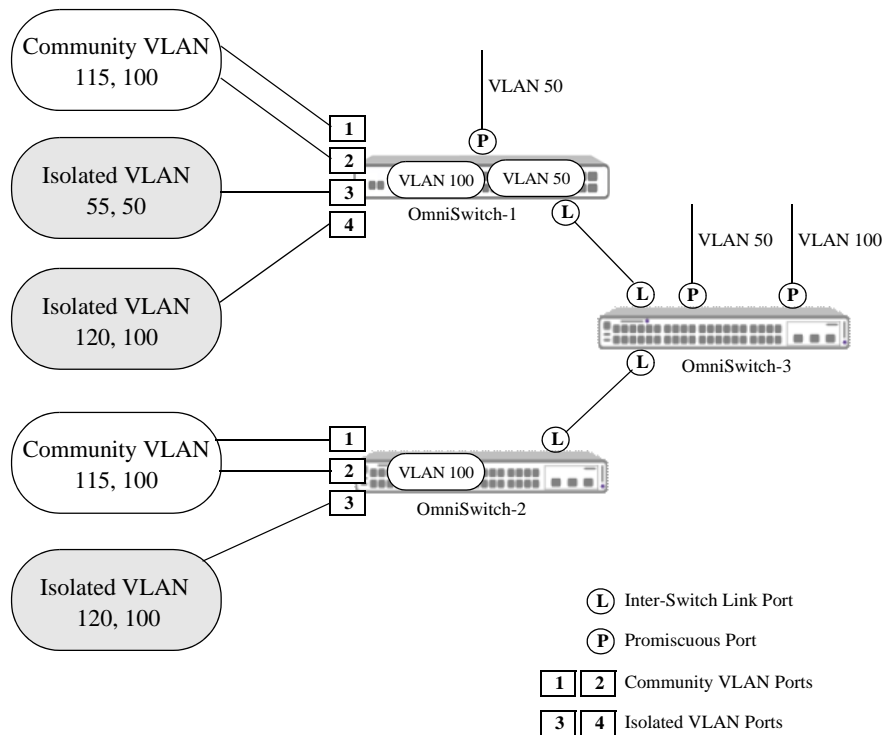 Community VLAN
115, 100
Isolated VLAN
55, 50
Isolated VLAN
120, 100
1
2
3
4
VLAN 50
P
VLAN 100
VLAN 50
OmniSwitch-1
L
VLAN 50
VLAN 100
L
P
P
OmniSwitch-3
L
Community VLAN
115, 100
Isolated VLAN
120, 100
1
2
3
L
VLAN 100
OmniSwitch-2
L Inter-Switch Link Port
P Promiscuous Port
1 2 Community VLAN Ports
3 4 Isolated VLAN Ports